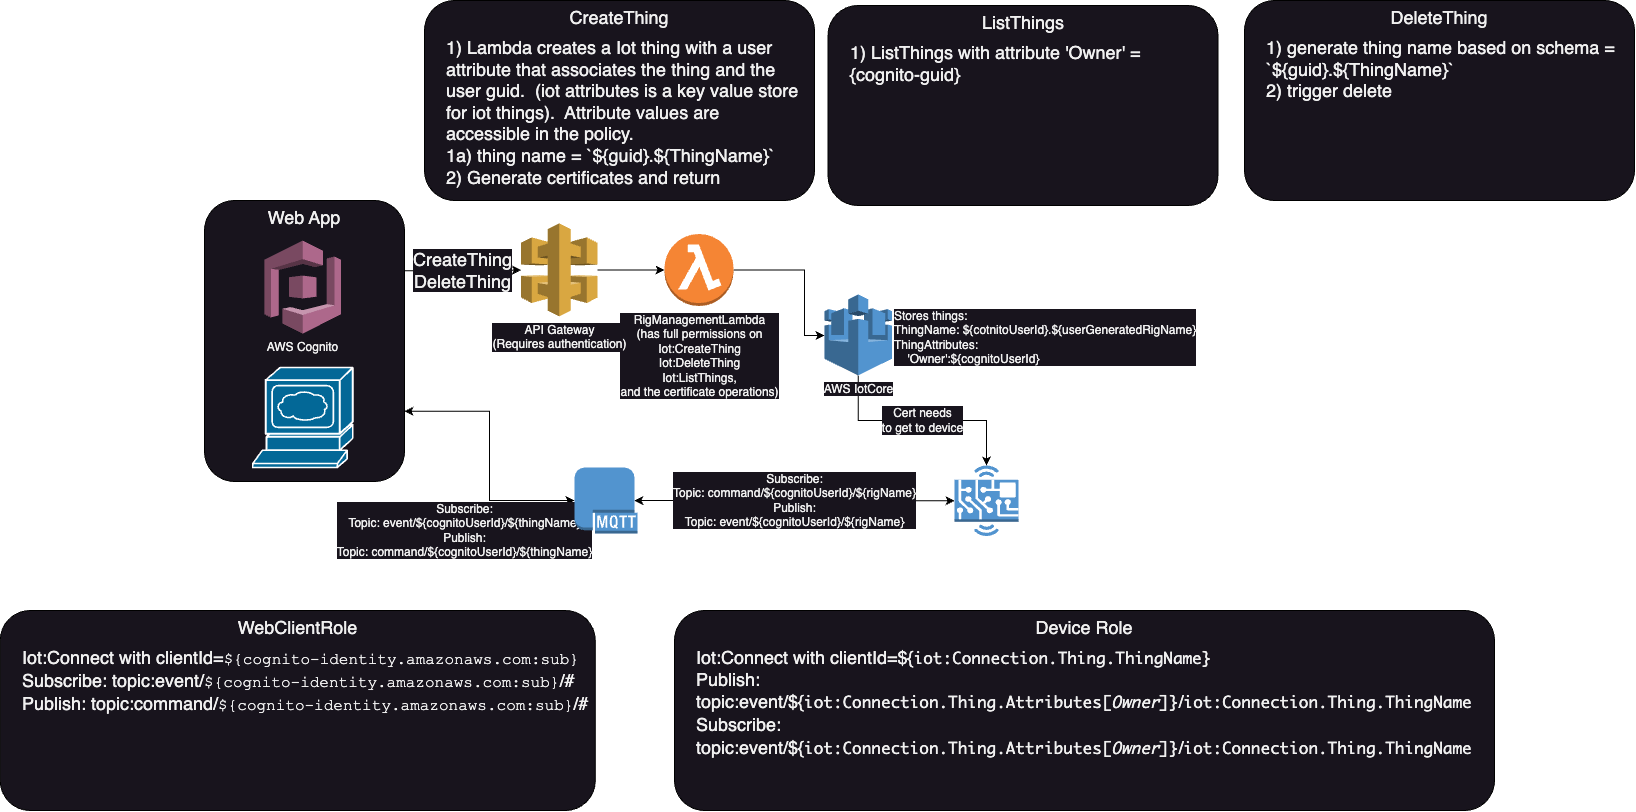 CreateThing
1) Lambda creates a Iot thing with a user
attribute that associates the thing and the
user guid.  (iot attributes is a key value store
for iot things).  Attribute values are
accessible in the policy.
1a) thing name = `${guid}.${ThingName}`
2) Generate certificates and return
ListThings
1) ListThings with attribute 'Owner' =
{cognito-guid}
DeleteThing
1) generate thing name based on schema =
`${guid}.${ThingName}`
2) trigger delete
Web App
AWS Cognito
CreateThing
DeleteThing
API Gateway
(Requires authentication)
RigManagementLambda
(has full permissions on
Iot:CreateThing
Iot:DeleteThing
Iot:ListThings,
and the certificate operations)
Stores things:
ThingName: ${cotnitoUserId}.${userGeneratedRigName}
ThingAttributes:
'Owner':${cognitoUserId}
AWS IotCore
Cert needs
to get to device
Subscribe:
Topic: event/${cognitoUserId}/${thingName}
Publish:
Topic: command/${cognitoUserId}/${thingName}
MQTT
Subscribe:
Topic: command/${cognitoUserId}/${rigName}
Publish:
Topic: event/${cognitoUserId}/${rigName}
WebClientRole
Iot:Connect with clientId=${cognito-identity.amazonaws.com:sub}
Subscribe: topic:event/${cognito-identity.amazonaws.com:sub}/#
Publish: topic:command/${cognito-identity.amazonaws.com:sub}/#
Device Role
Iot:Connect with clientId=${iot:Connection.Thing.ThingName}
Publish:
topic:event/${iot:Connection.Thing.Attributes[Owner]}/iot:Connection.Thing.ThingName
Subscribe:
topic:event/${iot:Connection.Thing.Attributes[Owner]}/iot:Connection.Thing.ThingName